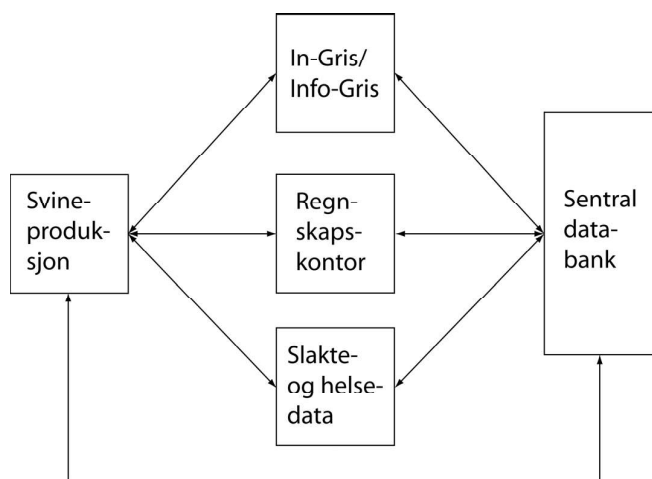 In-Gris/
Info-Gris
Svine-
produk-
sjon
Regn-
skaps-
kontor
Sentral
data-
bank
Slakte-
og helse-
data